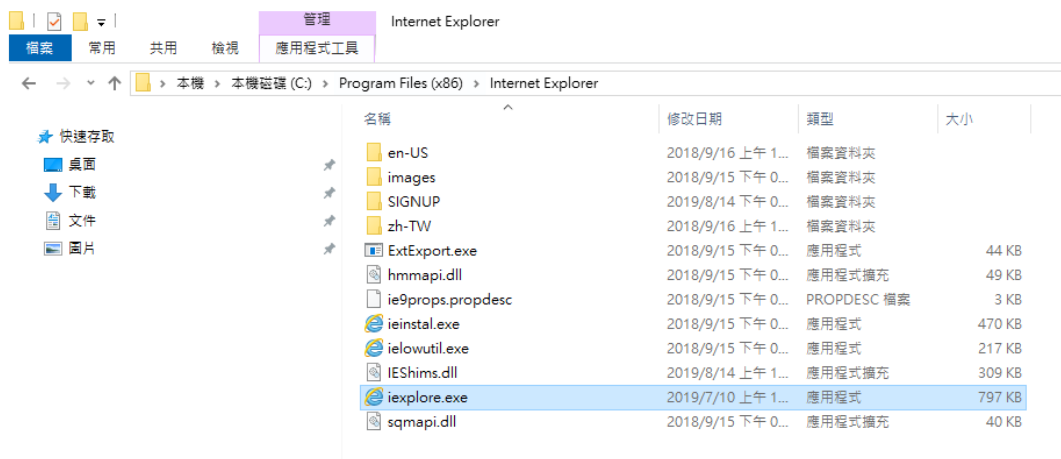 管理 Internet Explorer
檔案 常用 共用 檢視 應用程式工具
本機 › 本機磁碟 (C:) › Program Files (x86) › Internet Explorer
名稱 修改日期 類型 大小
快速存取
桌面
下載
文件
圖片
en-US 2018/9/16 上午 1... 檔案資料夾
images 2018/9/15 下午 0... 檔案資料夾
SIGNUP 2019/8/14 下午 0... 檔案資料夾
zh-TW 2018/9/16 上午 1... 檔案資料夾
ExtExport.exe 2018/9/15 下午 0... 應用程式 44 KB
hmmapi.dll 2018/9/15 下午 0... 應用程式擴充 49 KB
ie9props.propdesc 2018/9/15 下午 0... PROPDESC 檔案 3 KB
ieinstal.exe 2018/9/15 下午 0... 應用程式 470 KB
ielowutil.exe 2018/9/15 下午 0... 應用程式 217 KB
IEShims.dll 2019/8/14 上午 1... 應用程式擴充 309 KB
iexplore.exe 2019/7/10 上午 1... 應用程式 797 KB
sqmapi.dll 2018/9/15 下午 0... 應用程式擴充 40 KB